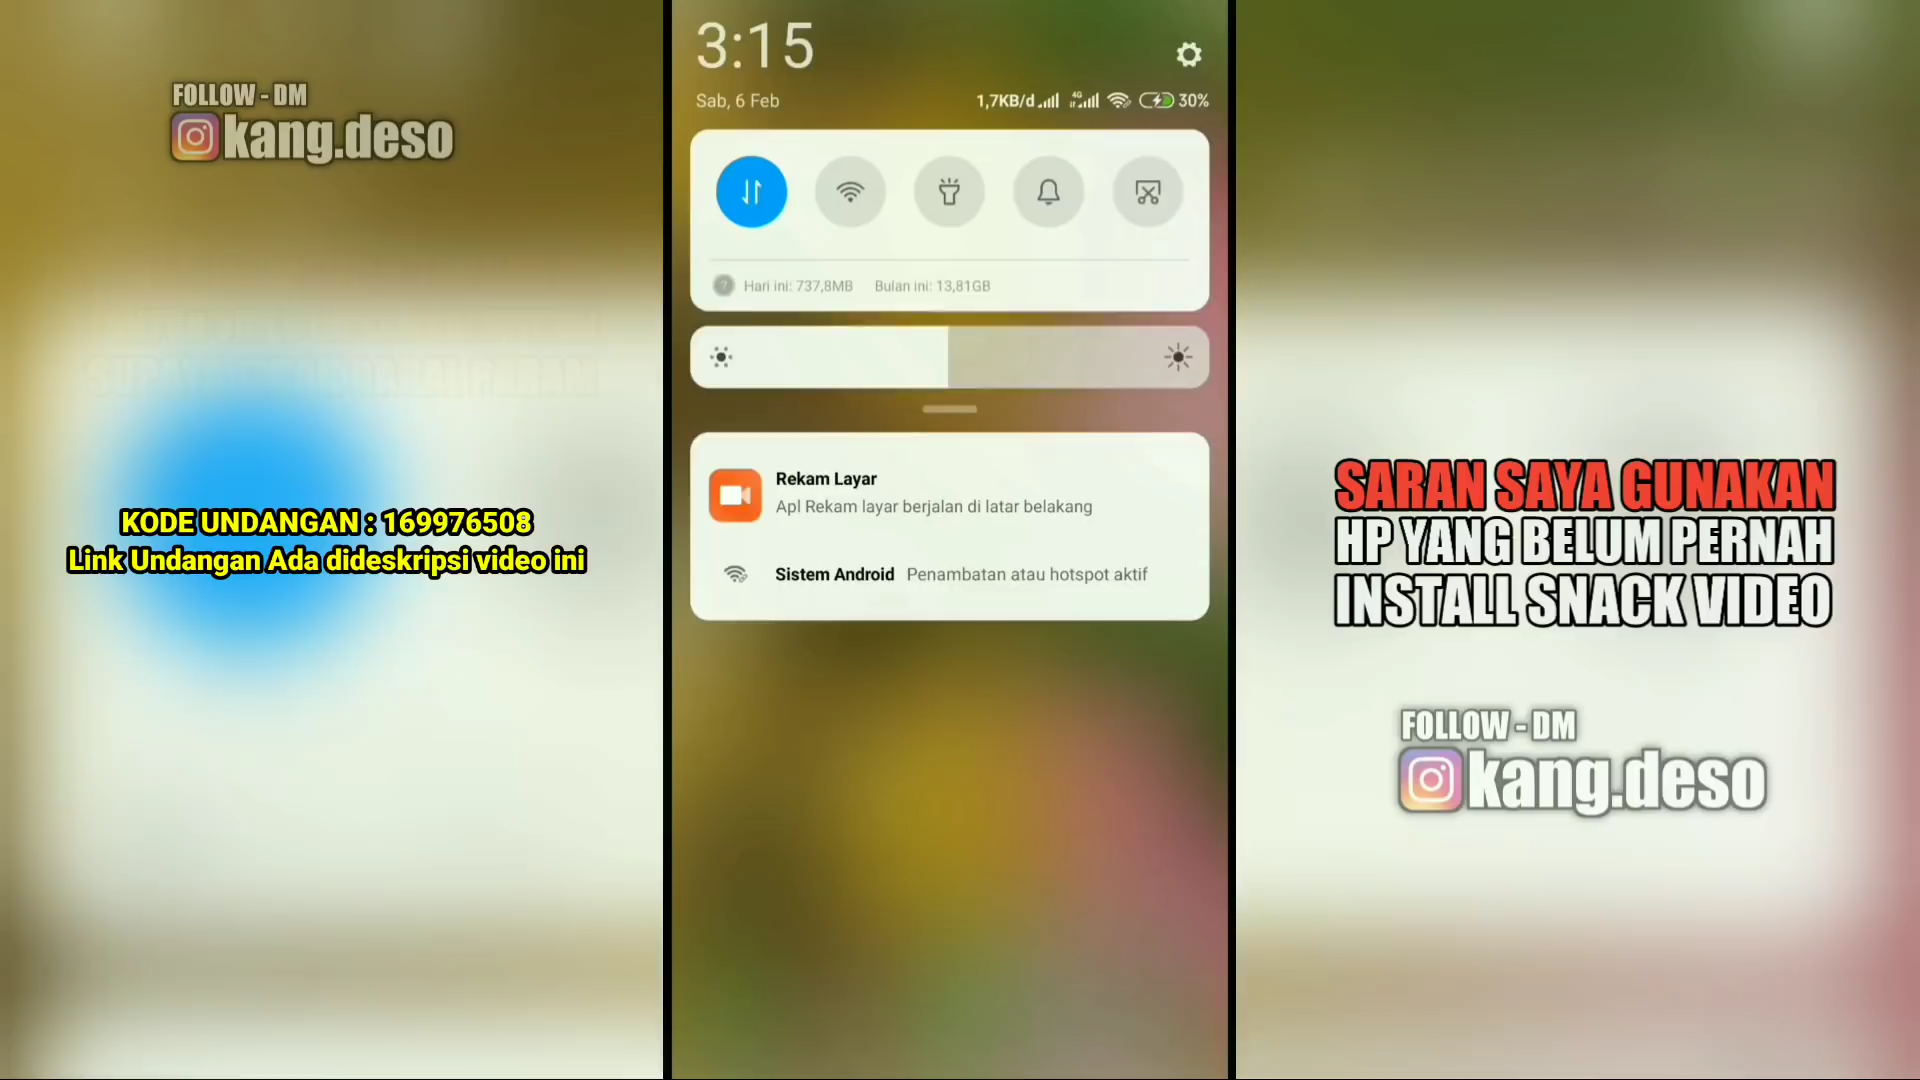 FOLLOW - DM
kang.deso
KODE UNDANGAN : 169976508
Link Undangan Ada dideskripsi video ini
3:15
Sab, 6 Feb
1,7KB/d 4G 30%
Hari ini: 737,8MB Bulan ini: 13,81GB
Rekam Layar
Apl Rekam layar berjalan di latar belakang
Sistem Android Penambatan atau hotspot aktif
SARAN SAYA GUNAKAN
HP YANG BELUM PERNAH
INSTALL SNACK VIDEO
FOLLOW - DM
kang.deso